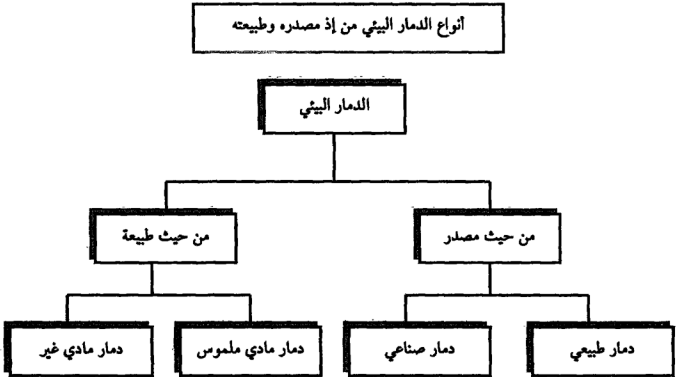 أنواع الدمار البيئي من إذ مصدره وطبيعته
الدمار البيئي
من حيث مصدر
من حيث طبيعة
دمار طبيعي
دمار صناعي
دمار مادي ملموس
دمار مادي غير